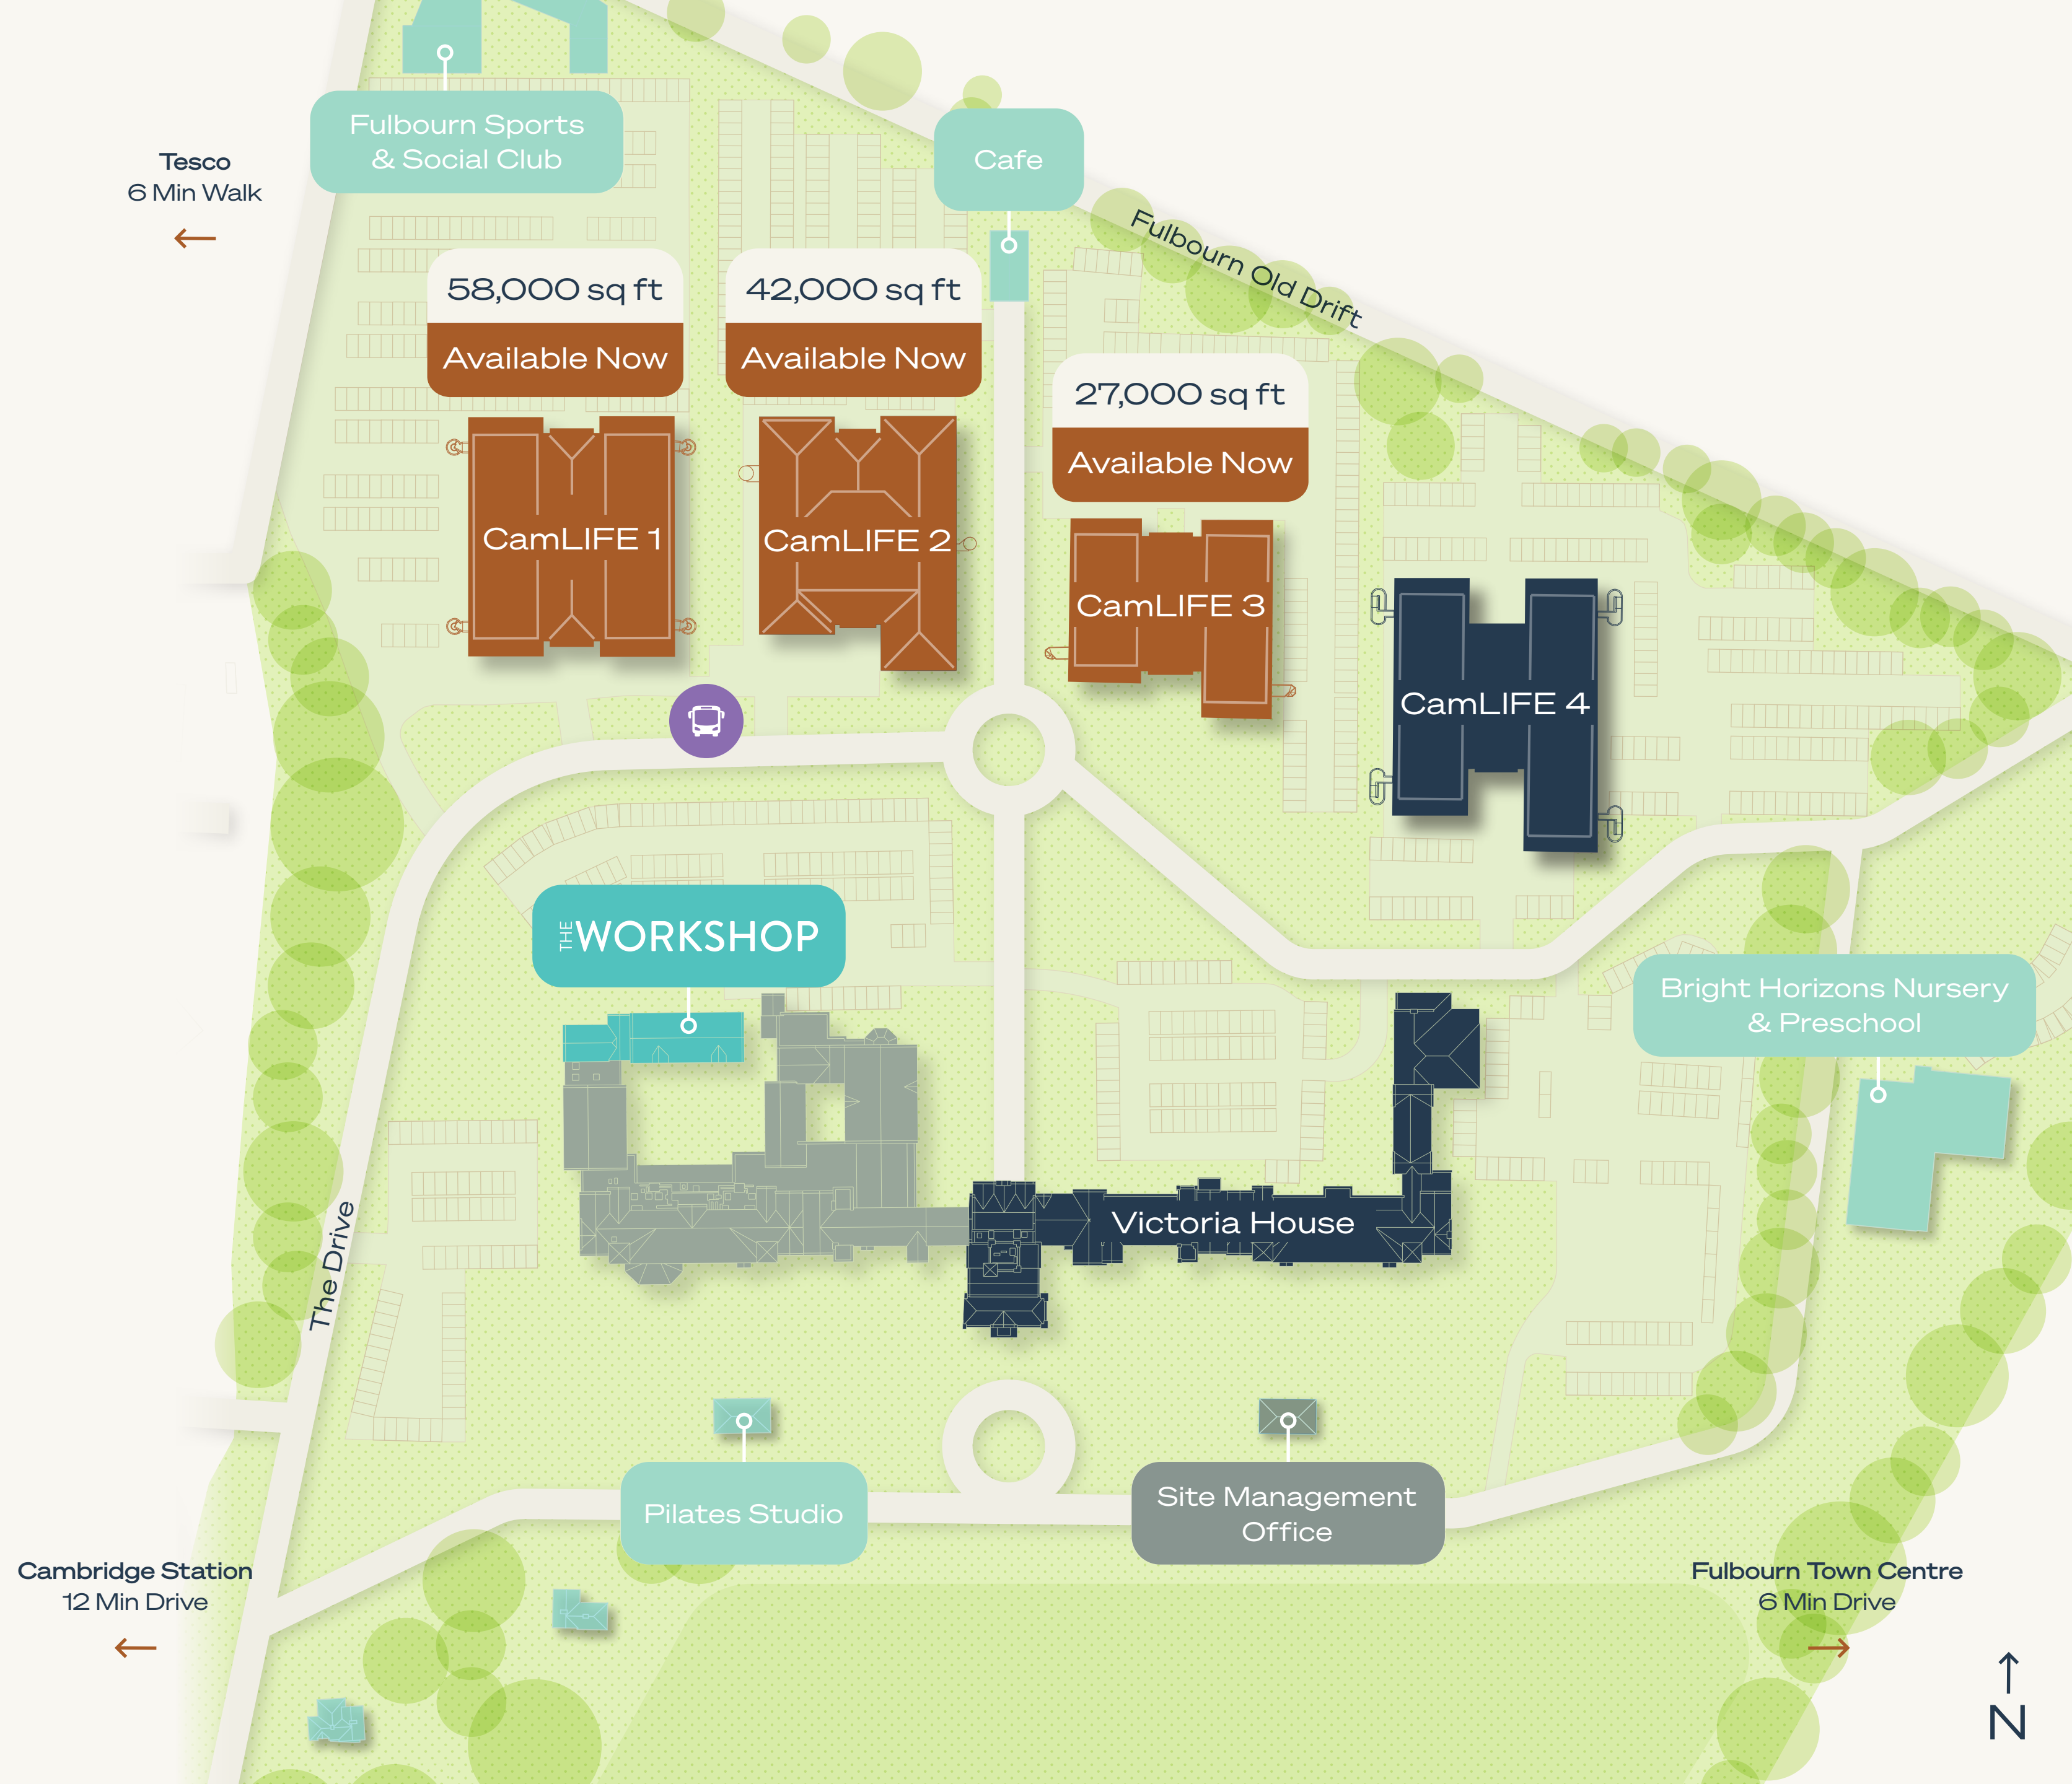 Fulbourn Sports
& Social Club
Cafe
Tesco
6 Min Walk
Fulbourn Old Drift
58,000 sq ft
Available Now
42,000 sq ft
Available Now
27,000 sq ft
Available Now
CamLIFE 1
CamLIFE 2
CamLIFE 3
CamLIFE 4
THE WORKSHOP
Bright Horizons Nursery
& Preschool
Victoria House
The Drive
Pilates Studio
Site Management
Office
Cambridge Station
12 Min Drive
Fulbourn Town Centre
6 Min Drive
N